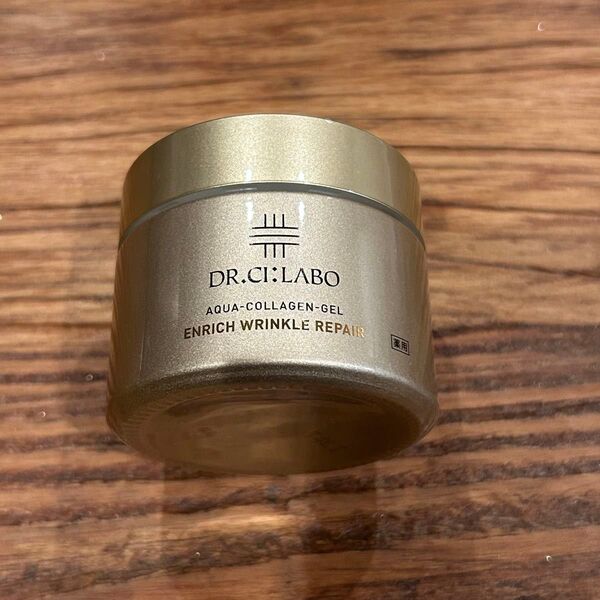 DR.CI:LABO
AQUA-COLLAGEN-GEL
ENRICH WRINKLE REPAIR
薬用